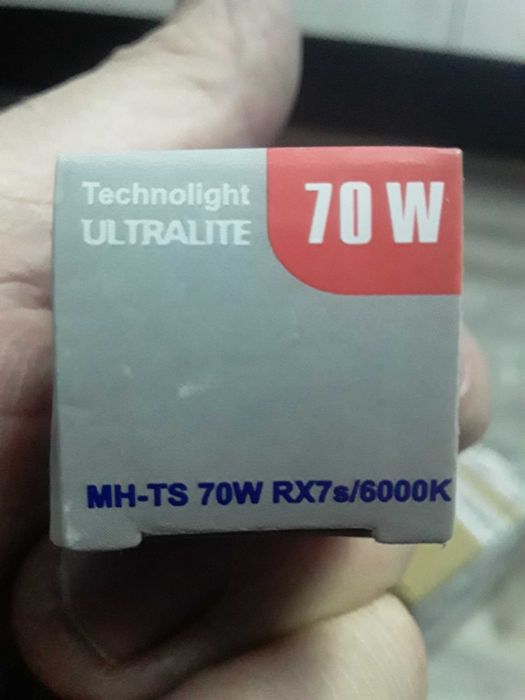 Technolight
ULTRALITE
70 W
MH-TS 70W RX7s/6000K